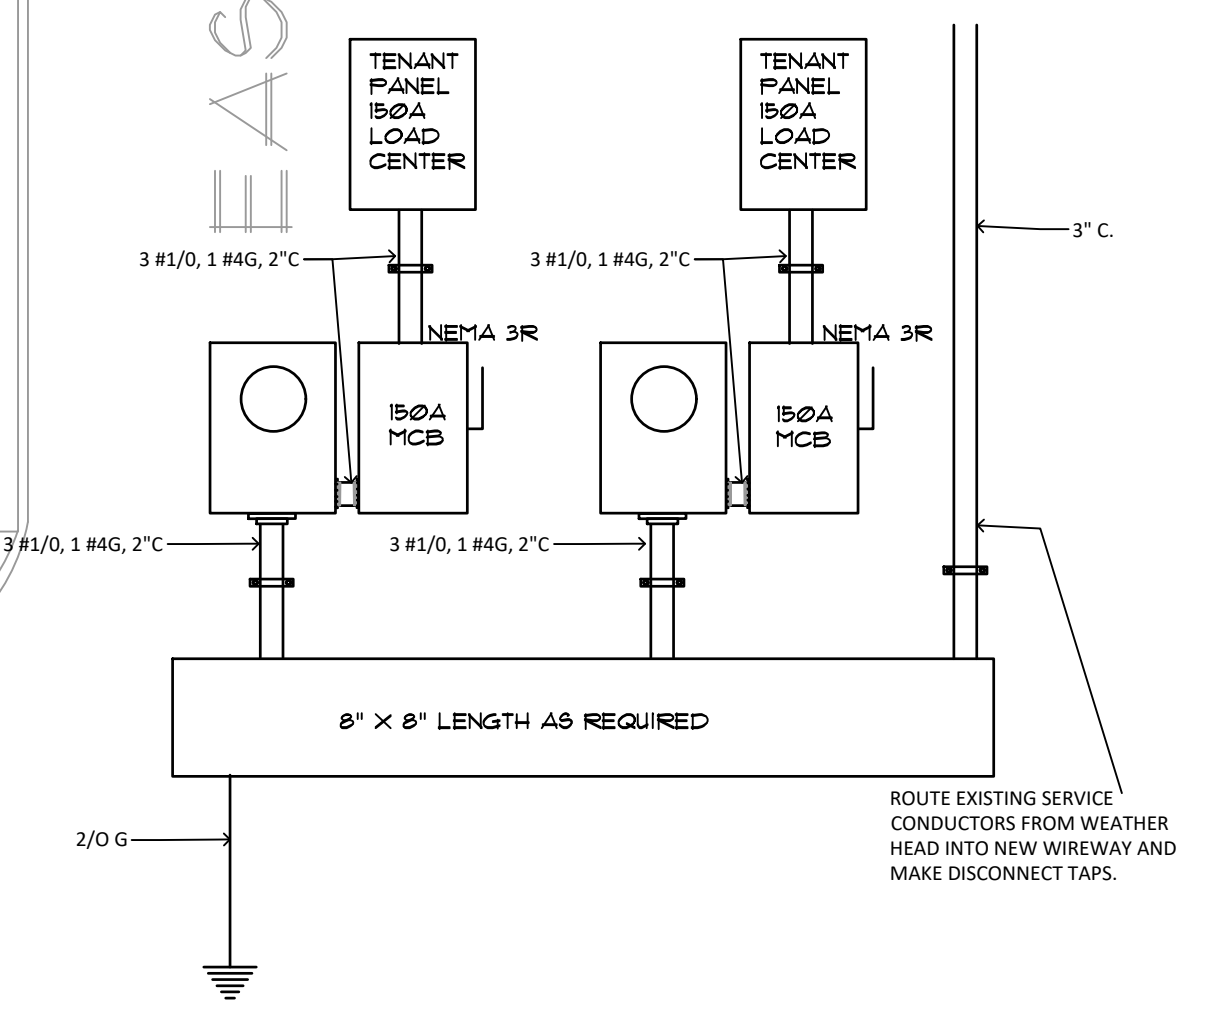 EAS
TENANT
PANEL
150A
LOAD
CENTER
TENANT
PANEL
150A
LOAD
CENTER
3" C.
3 #1/0, 1 #4G, 2"C
3 #1/0, 1 #4G, 2"C
NEMA 3R
NEMA 3R
150A
MCB
150A
MCB
3 #1/0, 1 #4G, 2"C
3 #1/0, 1 #4G, 2"C
8" X 8" LENGTH AS REQUIRED
ROUTE EXISTING SERVICE
CONDUCTORS FROM WEATHER
HEAD INTO NEW WIREWAY AND
MAKE DISCONNECT TAPS.
2/O G